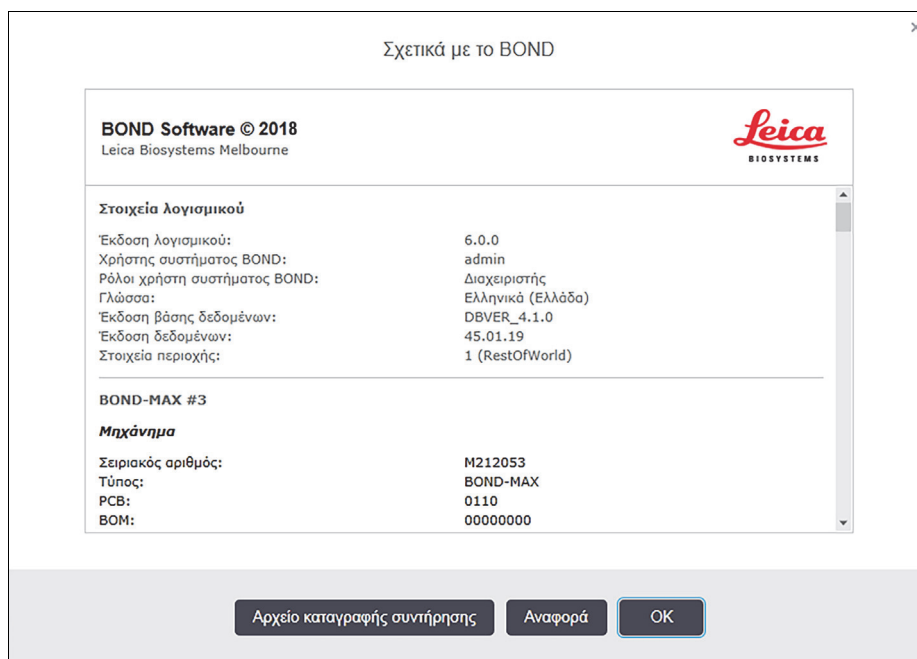 Σχετικά με το BOND
BOND Software © 2018
Leica Biosystems Melbourne
Leica
BIOSYSTEMS
Στοιχεία λογισμικού
Έκδοση λογισμικού: 6.0.0
Χρήστης συστήματος BOND: admin
Ρόλοι χρήστη συστήματος BOND: Διαχειριστής
Γλώσσα: Ελληνικά (Ελλάδα)
Έκδοση βάσης δεδομένων: DBVER_4.1.0
Έκδοση δεδομένων: 45.01.19
Στοιχεία περιοχής: 1 (RestOfWorld)
BOND-MAX #3
Μηχάνημα
Σειριακός αριθμός: M212053
Τύπος: BOND-MAX
PCB: 0110
BOM: 00000000
Αρχείο καταγραφής συντήρησης Αναφορά OK